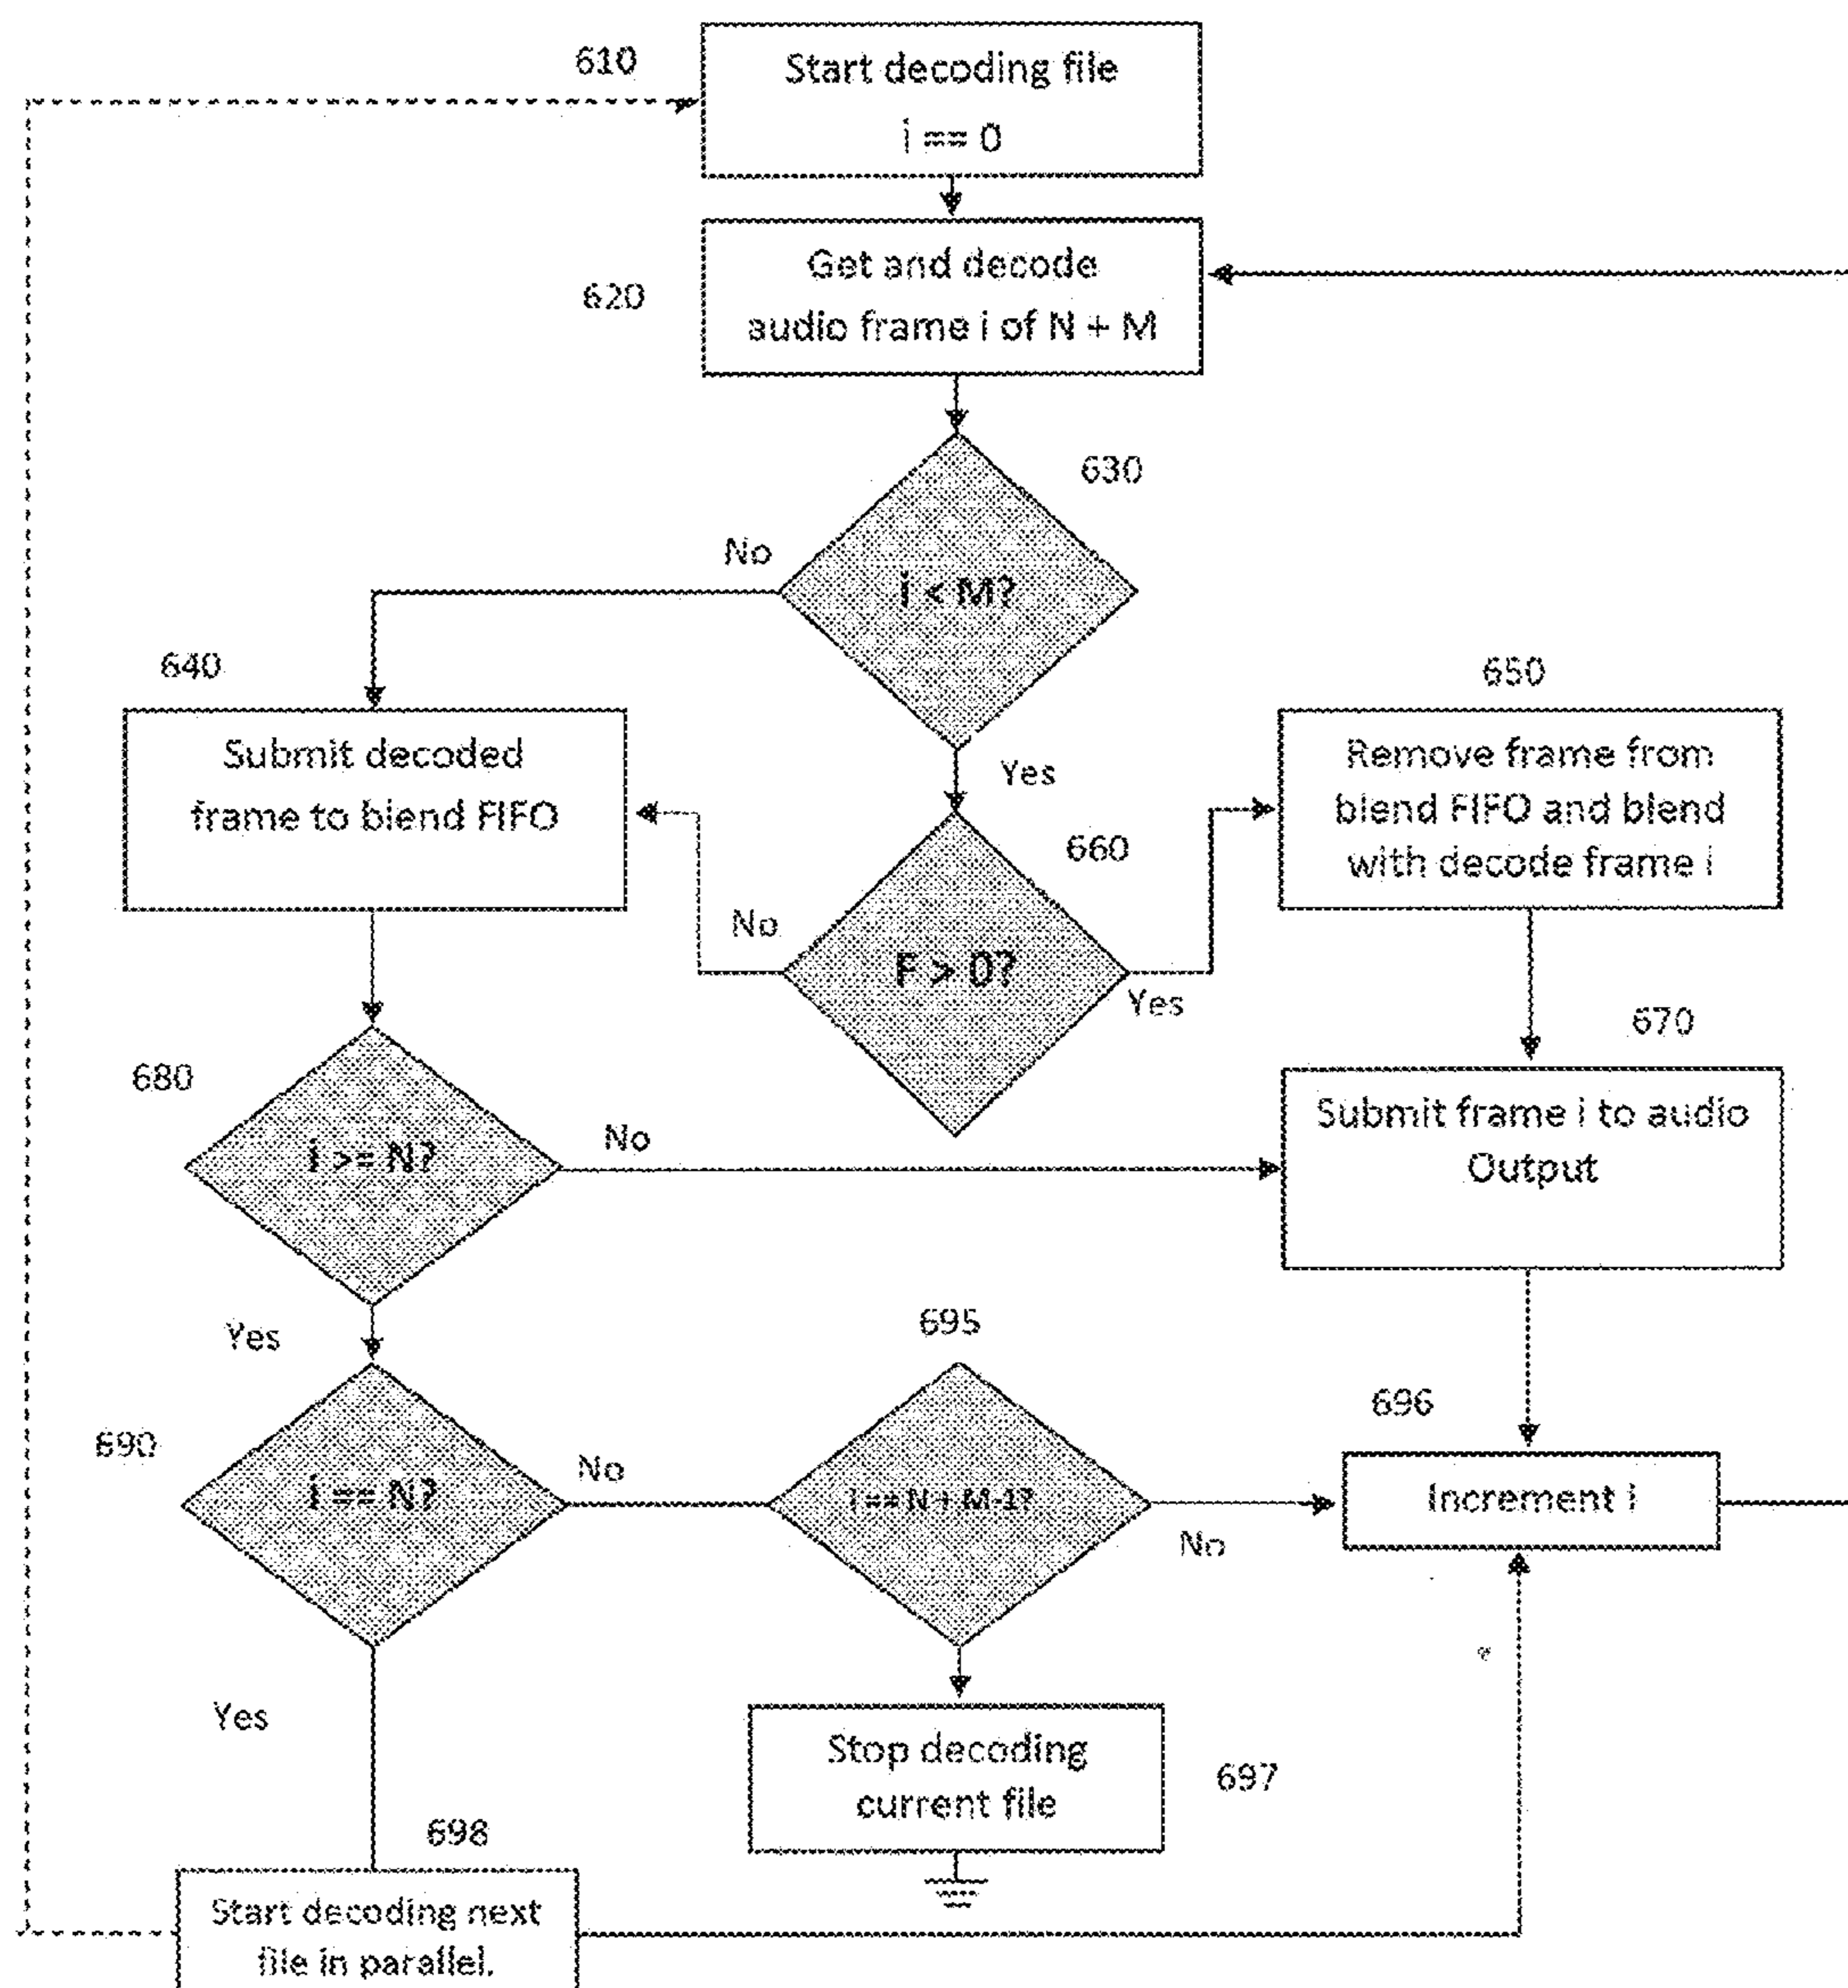 610
Start decoding file
i == 0
620
Get and decode
audio frame i of N + M
630
i < M?
No
Yes
640
Submit decoded
frame to blend FIFO
650
Remove frame from
blend FIFO and blend
with decode frame i
660
F > 0?
No
Yes
670
Submit frame i to audio
Output
680
i >= N?
No
Yes
690
i == N?
No
Yes
695
i == N + M-1?
No
696
Increment i
697
Stop decoding
current file
698
Start decoding next
file in parallel.